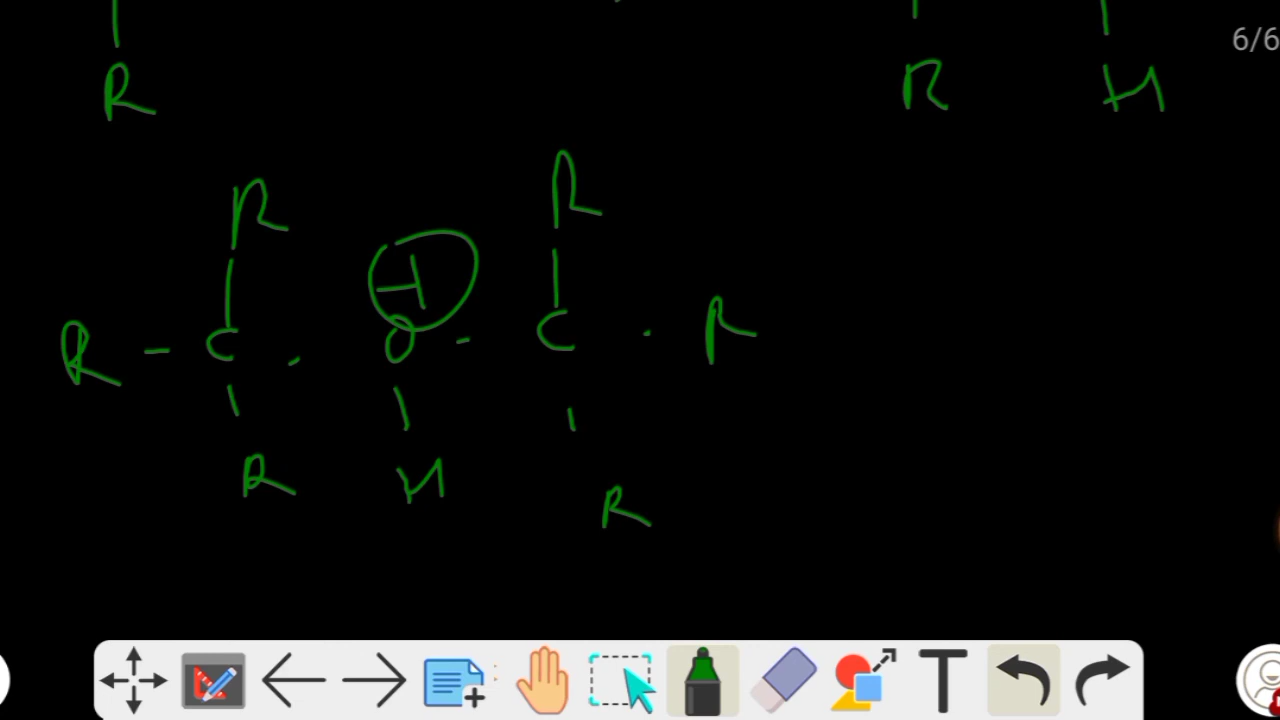 6/6
R R H
R R
+
R - C - O - C - R
R H R
T